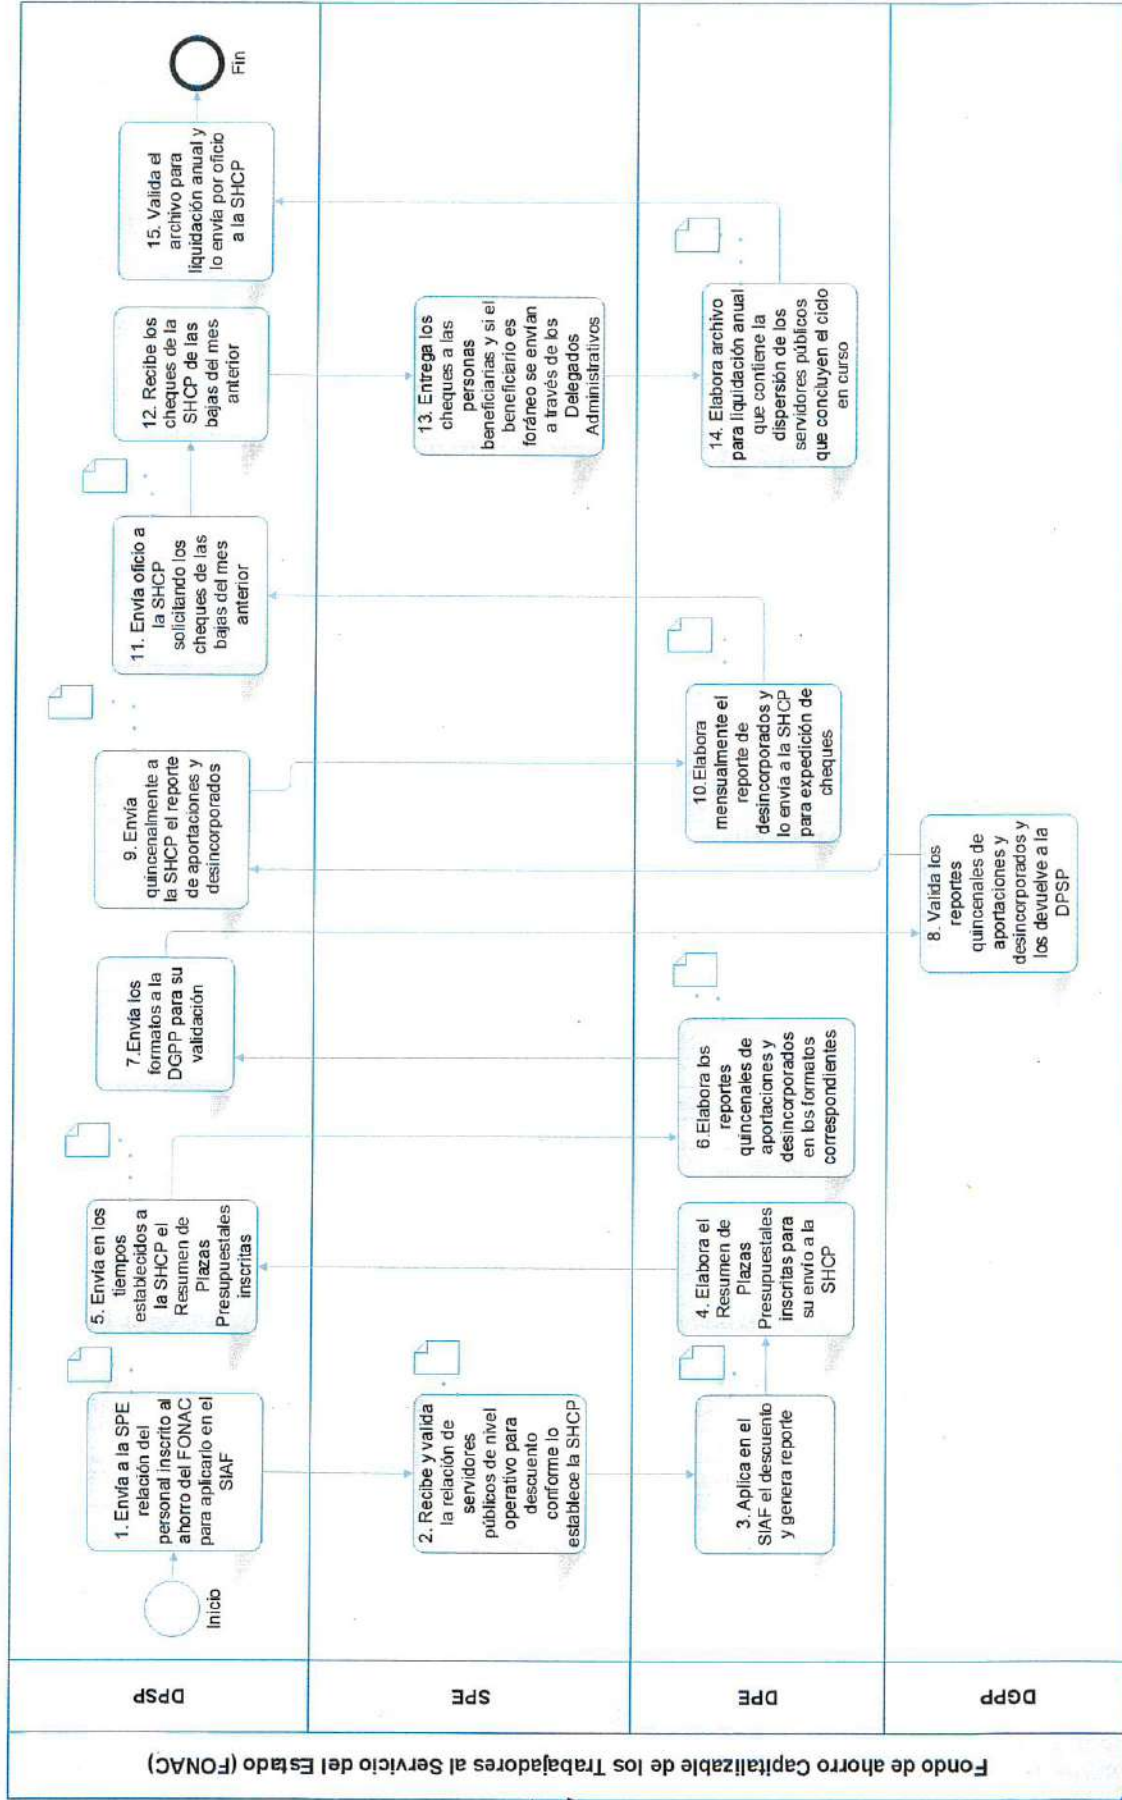 Fondo de ahorro Capitalizable de los Trabajadores al Servicio del Estado (FONAC)
DPSP
Inicio
1. Envía a la SPE
relación del
personal inscrito al
ahorro del FONAC
para aplicarlo en el
SIAF
5. Envía en los
tiempos
establecidos a
la SHCP el
Resumen de
Plazas
Presupuestales
inscritas
7.Envía los
formatos a la
DGPP para su
validación
9. Envía
quincenalmente a
la SHCP el reporte
de aportaciones y
desincorporados
11. Envía oficio a
la SHCP
solicitando los
cheques de las
bajas del mes
anterior
12. Recibe los
cheques de la
SHCP de las
bajas del mes
anterior
15. Valida el
archivo para
liquidación anual y
lo envía por oficio
a la SHCP
Fin
SPE
2. Recibe y valida
la relación de
servidores
públicos de nivel
operativo para
descuento
conforme lo
establece la SHCP
13. Entrega los
cheques a las
personas
beneficiarias y si el
beneficiario es
foráneo se envían
a través de los
Delegados
Administrativos
DPE
3. Aplica en el
SIAF el descuento
y genera reporte
4. Elabora el
Resumen de
Plazas
Presupuestales
inscritas para
su envío a la
SHCP
6.Elabora los
reportes
quincenales de
aportaciones y
desincorporados
en los formatos
correspondientes
10.Elabora
mensualmente el
reporte de
desincorporados y
lo envía a la SHCP
para expedición de
cheques
14. Elabora archivo
para liquidación anual
que contiene la
dispersión de los
servidores públicos
que concluyen el ciclo
en curso
DGPP
8. Valida los
reportes
quincenales de
aportaciones y
desincorporados y
los devuelve a la
DPSP